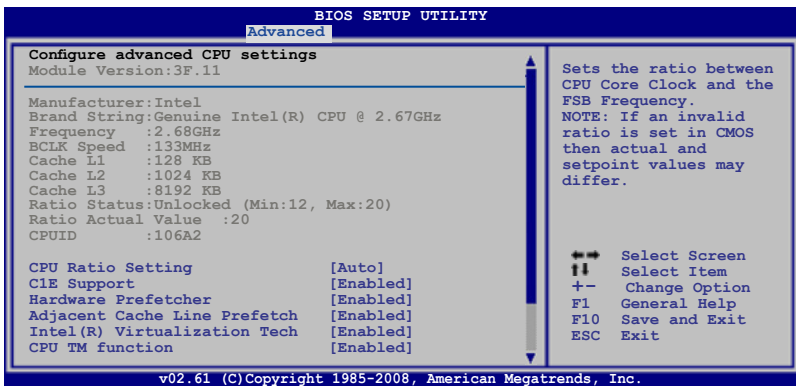 BIOS SETUP UTILITY
Advanced
Configure advanced CPU settings
Module Version:3F.11
Manufacturer:Intel
Brand String:Genuine Intel(R) CPU @ 2.67GHz
Frequency :2.68GHz
BCLK Speed :133MHz
Cache L1 :128 KB
Cache L2 :1024 KB
Cache L3 :8192 KB
Ratio Status:Unlocked (Min:12, Max:20)
Ratio Actual Value :20
CPUID :106A2
CPU Ratio Setting [Auto]
C1E Support [Enabled]
Hardware Prefetcher [Enabled]
Adjacent Cache Line Prefetch [Enabled]
Intel(R) Virtualization Tech [Enabled]
CPU TM function [Enabled]
Sets the ratio between
CPU Core Clock and the
FSB Frequency.
NOTE: If an invalid
ratio is set in CMOS
then actual and
setpoint values may
differ.
←→ Select Screen
↑↓ Select Item
+- Change Option
F1 General Help
F10 Save and Exit
ESC Exit
v02.61 (C)Copyright 1985-2008, American Megatrends, Inc.